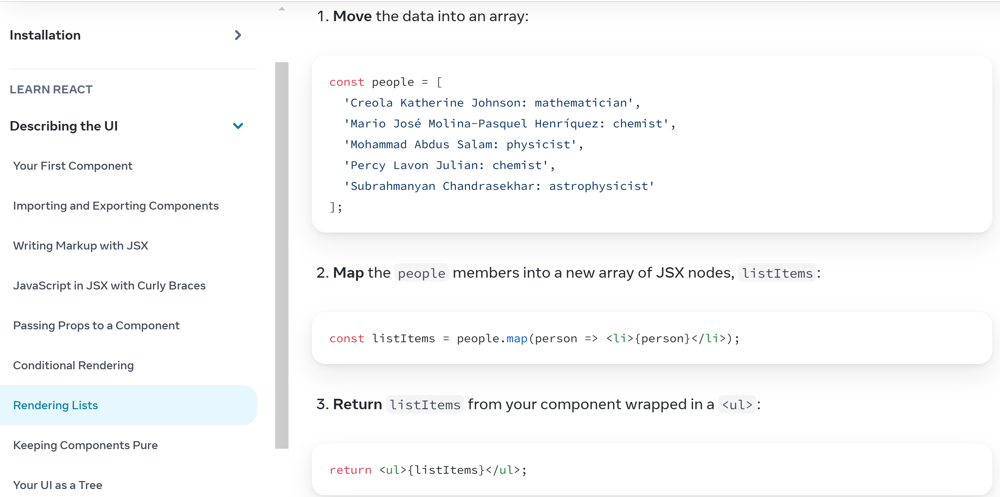 Installation
LEARN REACT
Describing the UI
Your First Component
Importing and Exporting Components
Writing Markup with JSX
JavaScript in JSX with Curly Braces
Passing Props to a Component
Conditional Rendering
Rendering Lists
Keeping Components Pure
Your UI as a Tree
1. Move the data into an array:
const people = [
  'Creola Katherine Johnson: mathematician',
  'Mario José Molina-Pasquel Henríquez: chemist',
  'Mohammad Abdus Salam: physicist',
  'Percy Lavon Julian: chemist',
  'Subrahmanyan Chandrasekhar: astrophysicist'
];
2. Map the people members into a new array of JSX nodes, listItems:
const listItems = people.map(person => <li>{person}</li>);
3. Return listItems from your component wrapped in a <ul>:
return <ul>{listItems}</ul>;